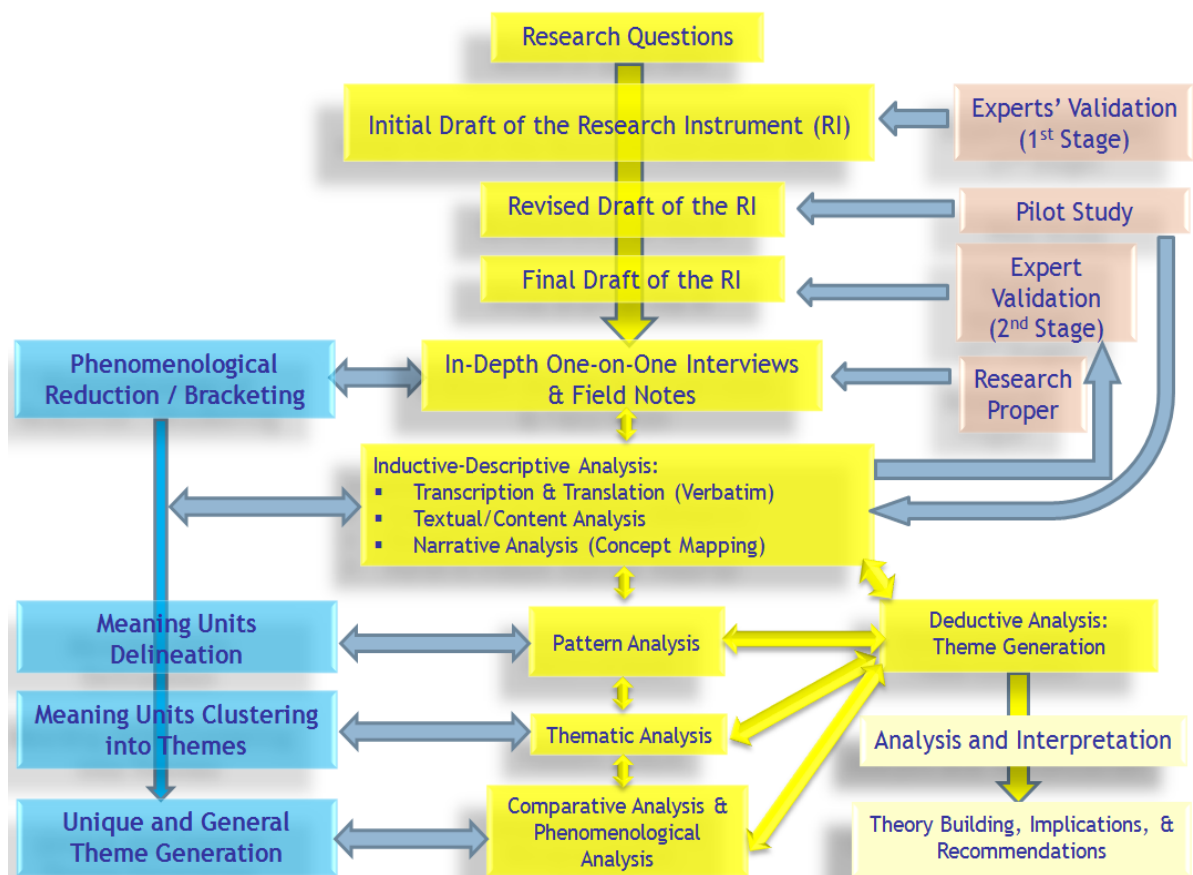 Research Questions
Initial Draft of the Research Instrument (RI)
Experts’ Validation
(1st Stage)
Revised Draft of the RI
Pilot Study
Final Draft of the RI
Expert
Validation
(2nd Stage)
Phenomenological
Reduction / Bracketing
In-Depth One-on-One Interviews
& Field Notes
Research
Proper
Inductive-Descriptive Analysis:
▪ Transcription & Translation (Verbatim)
▪ Textual/Content Analysis
▪ Narrative Analysis (Concept Mapping)
Meaning Units
Delineation
Pattern Analysis
Deductive Analysis:
Theme Generation
Meaning Units Clustering
into Themes
Thematic Analysis
Analysis and Interpretation
Unique and General
Theme Generation
Comparative Analysis &
Phenomenological
Analysis
Theory Building, Implications, &
Recommendations